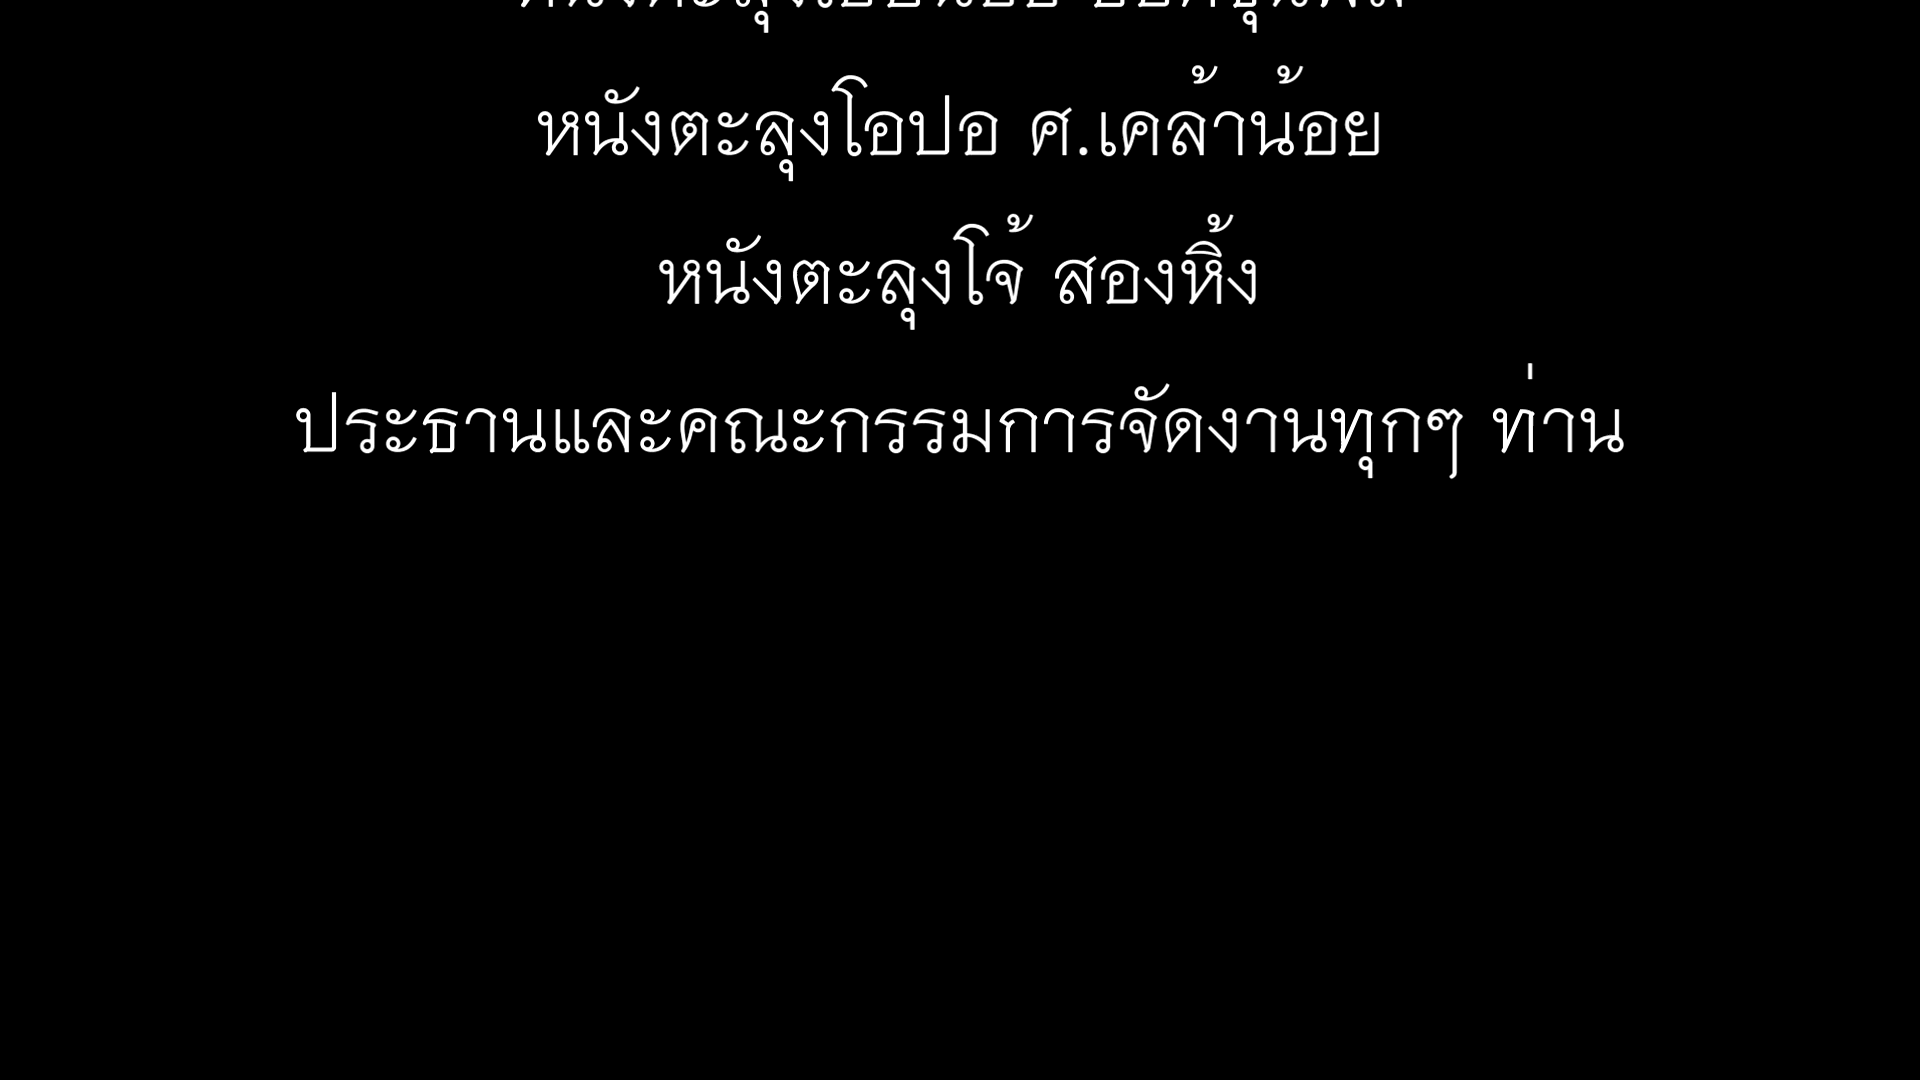 หนังตะลุงโอปอ ศ.เคล้าน้อย
หนังตะลุงโจ้ สองหิ้ง
ประธานและคณะกรรมการจัดงานทุกๆ ท่าน